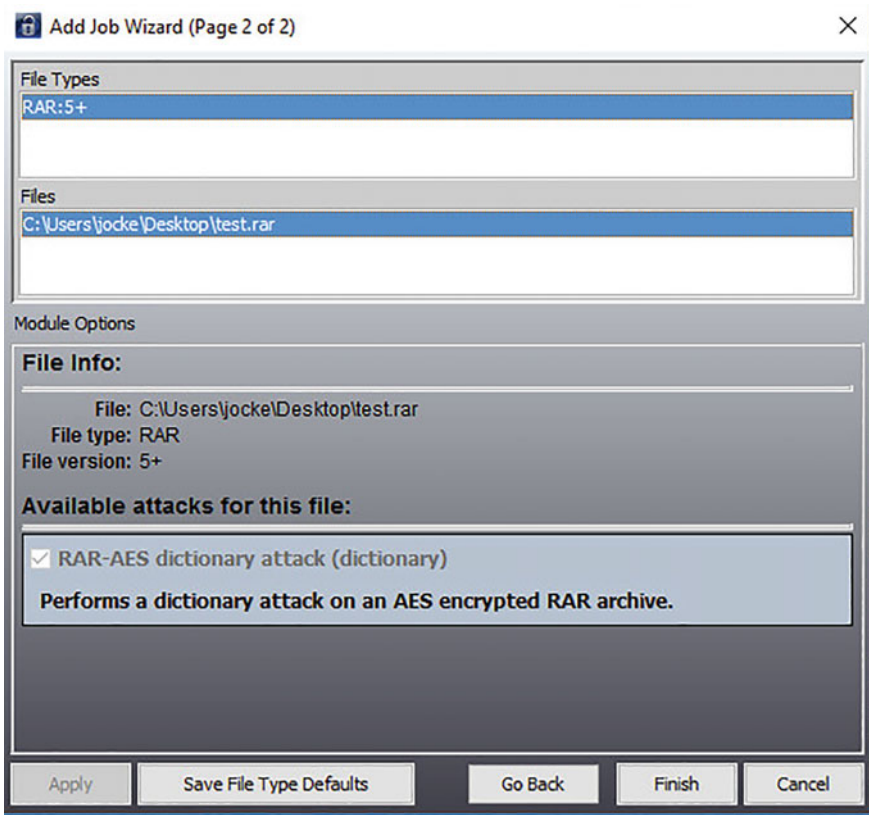 Add Job Wizard (Page 2 of 2)
File Types
RAR:5+
Files
C:\Users\jocke\Desktop\test.rar
Module Options
File Info:
File: C:\Users\jocke\Desktop\test.rar
File type: RAR
File version: 5+
Available attacks for this file:
RAR-AES dictionary attack (dictionary)
Performs a dictionary attack on an AES encrypted RAR archive.
Apply Save File Type Defaults Go Back Finish Cancel